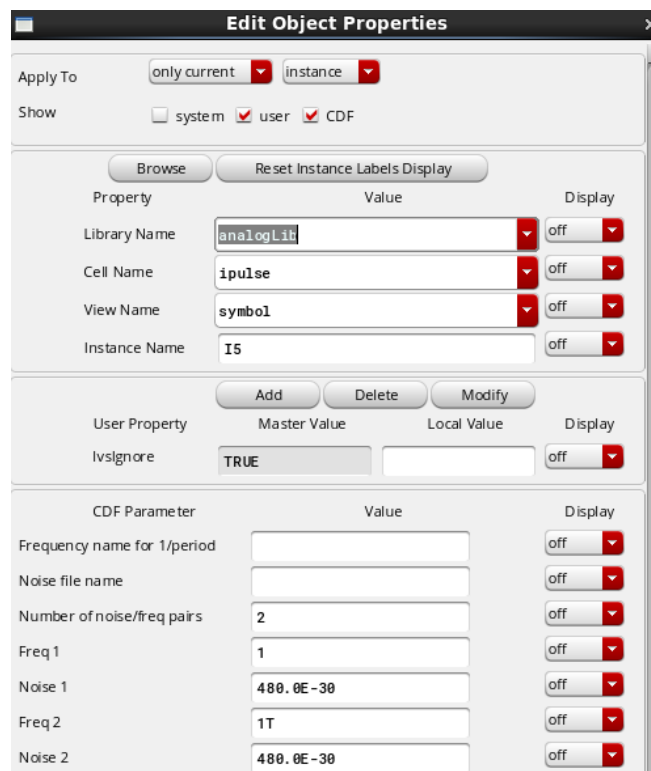 Edit Object Properties
Apply To only current instance
Show system user CDF
Browse Reset Instance Labels Display
Property Value Display
Library Name analogLib off
Cell Name ipulse off
View Name symbol off
Instance Name I5 off
Add Delete Modify
User Property Master Value Local Value Display
lvsIgnore TRUE off
CDF Parameter Value Display
Frequency name for 1/period off
Noise file name off
Number of noise/freq pairs 2 off
Freq 1 1 off
Noise 1 480.0E-30 off
Freq 2 1T off
Noise 2 480.0E-30 off